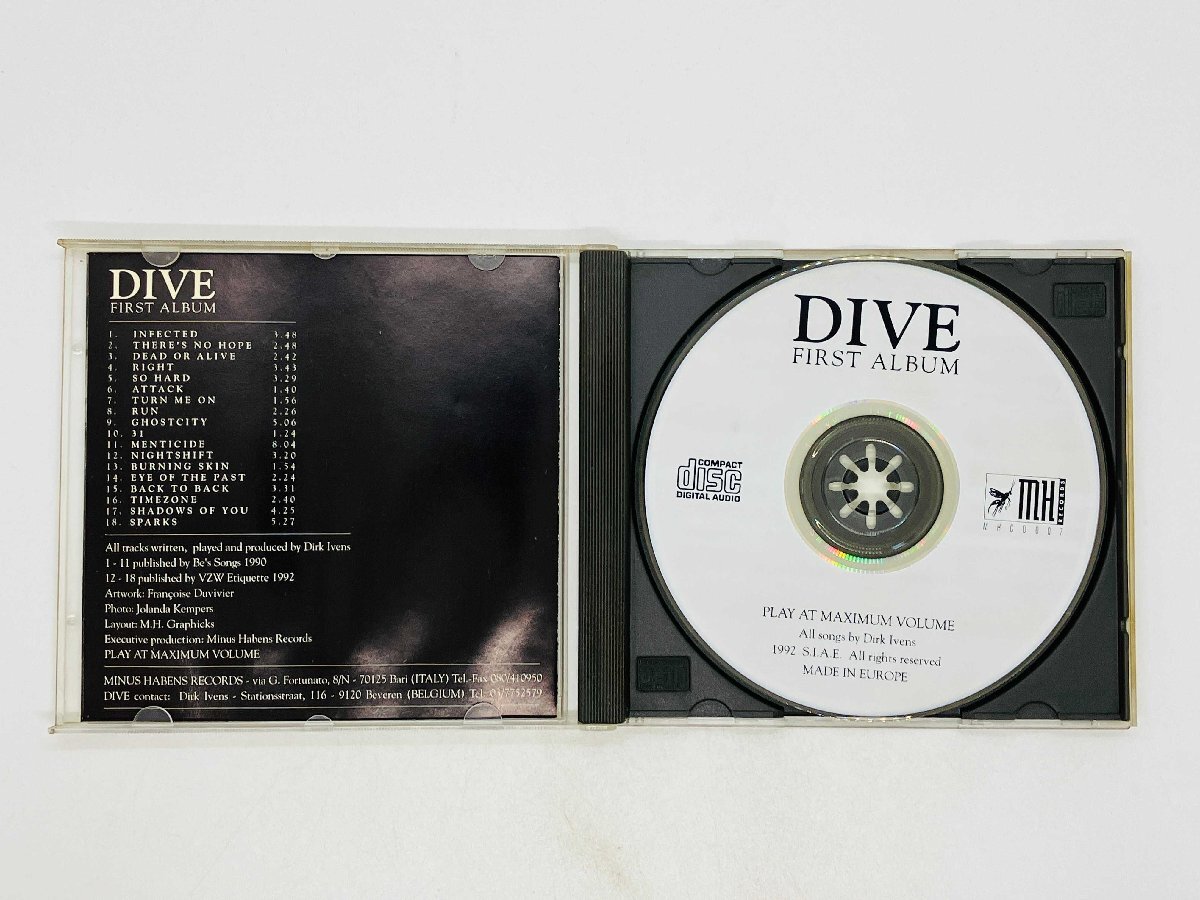 DIVE
FIRST ALBUM
1. INFECTED 3.48
2. THERE'S NO HOPE 2.48
3. DEAD OR ALIVE 2.42
4. RIGHT 3.43
5. SO HARD 3.29
6. ATTACK 1.40
7. TURN ME ON 1.56
8. RUN 2.26
9. GHOSTCITY 5.06
10. 31 1.24
11. MENTICIDE 8.04
12. NIGHTSHIFT 3.20
13. BURNING SKIN 1.54
14. EYE OF THE PAST 2.24
15. BACK TO BACK 3.31
16. TIMEZONE 2.40
17. SHADOWS OF YOU 4.25
18. SPARKS 5.27
All tracks written, played and produced by Dirk Ivens
1 - 11 published by Be's Songs 1990
12 - 18 published by VZW Etiquette 1992
Artwork: Françoise Duvivier
Photo: Jolanda Kempers
Layout: M.H. Graphicks
Executive production: Minus Habens Records
PLAY AT MAXIMUM VOLUME
MINUS HABENS RECORDS - via G. Fortunato, 8/N - 70125 Bari (ITALY) Tel.-Fax 080/410950
DIVE contact: Dirk Ivens - Stationsstraat, 116 - 9120 Beveren (BELGIUM) Tel. 03/7752579
DIVE
FIRST ALBUM
COMPACT
disc
DIGITAL AUDIO
MH
RECORDS
MHCD007
PLAY AT MAXIMUM VOLUME
All songs by Dirk Ivens
1992 S.I.A.E. All rights reserved
MADE IN EUROPE